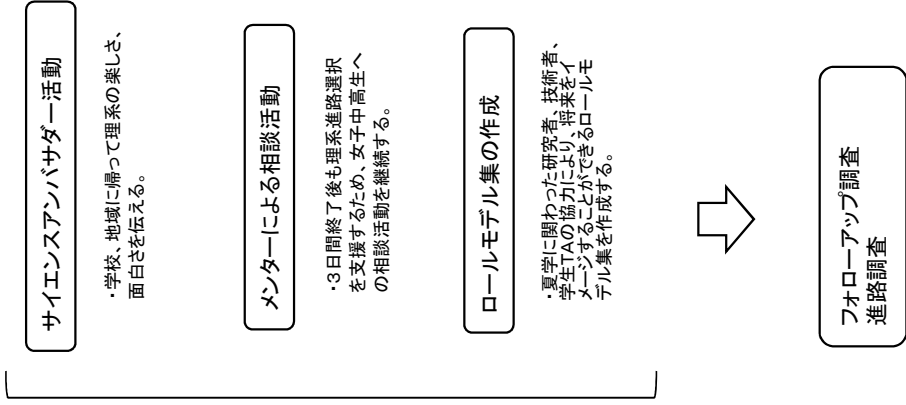 サイエンスアンバサダー活動
・学校、地域に帰って理系の楽しさ、
面白さを伝える。
メンターによる相談活動
・3日間終了後も理系進路選択
を支援するため、女子中高生へ
の相談活動を継続する。
ロールモデル集の作成
・夏学に関わった研究者、技術者、
学生TAの協力により、将来をイ
メージすることができるロールモ
デル集を作成する。
フォローアップ調査
進路調査